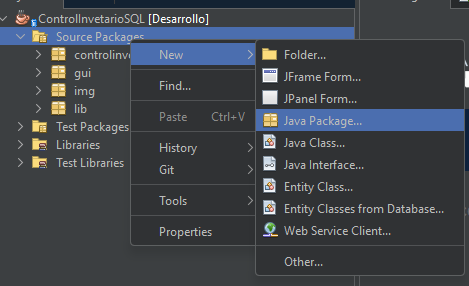 ControlInvetarioSQL [Desarrollo]
Source Packages
gui
img
lib
Test Packages
Libraries
Test Libraries
New
Find...
Paste Ctrl+V
History
Git
Tools
Properties
Folder...
JFrame Form...
JPanel Form...
Java Package...
Java Class...
Java Interface...
Entity Class...
Entity Classes from Database...
Web Service Client...
Other...